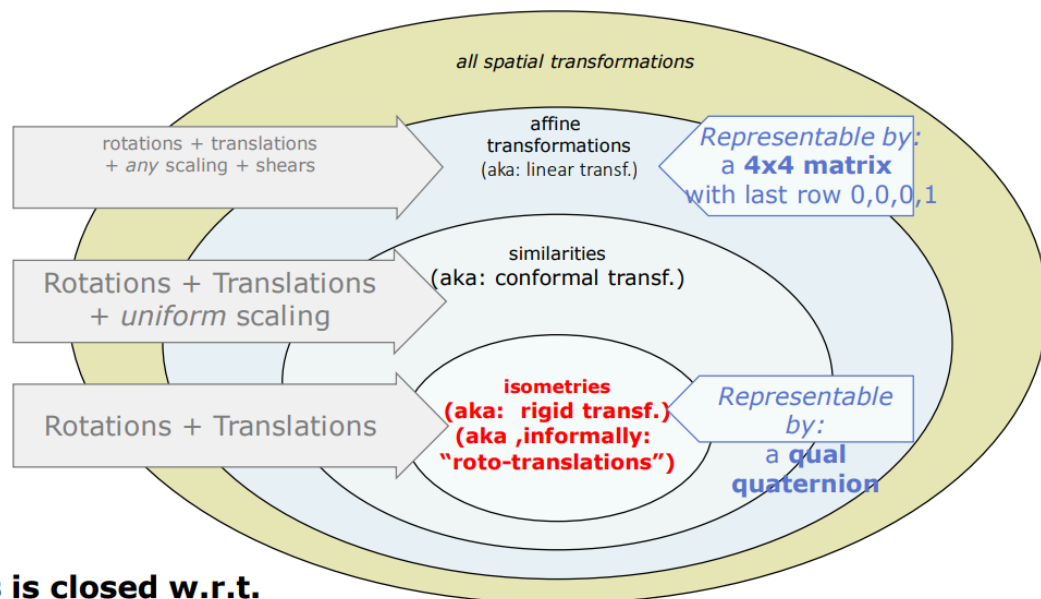 all spatial transformations
rotations + translations
+ any scaling + shears
affine
transformations
(aka: linear transf.)
Representable by:
a 4x4 matrix
with last row 0,0,0,1
similarities
(aka: conformal transf.)
Rotations + Translations
+ uniform scaling
isometries
(aka:  rigid transf.)
(aka ,informally:
“roto-translations”)
Rotations + Translations
Representable
by:
a qual
quaternion
is closed w.r.t.